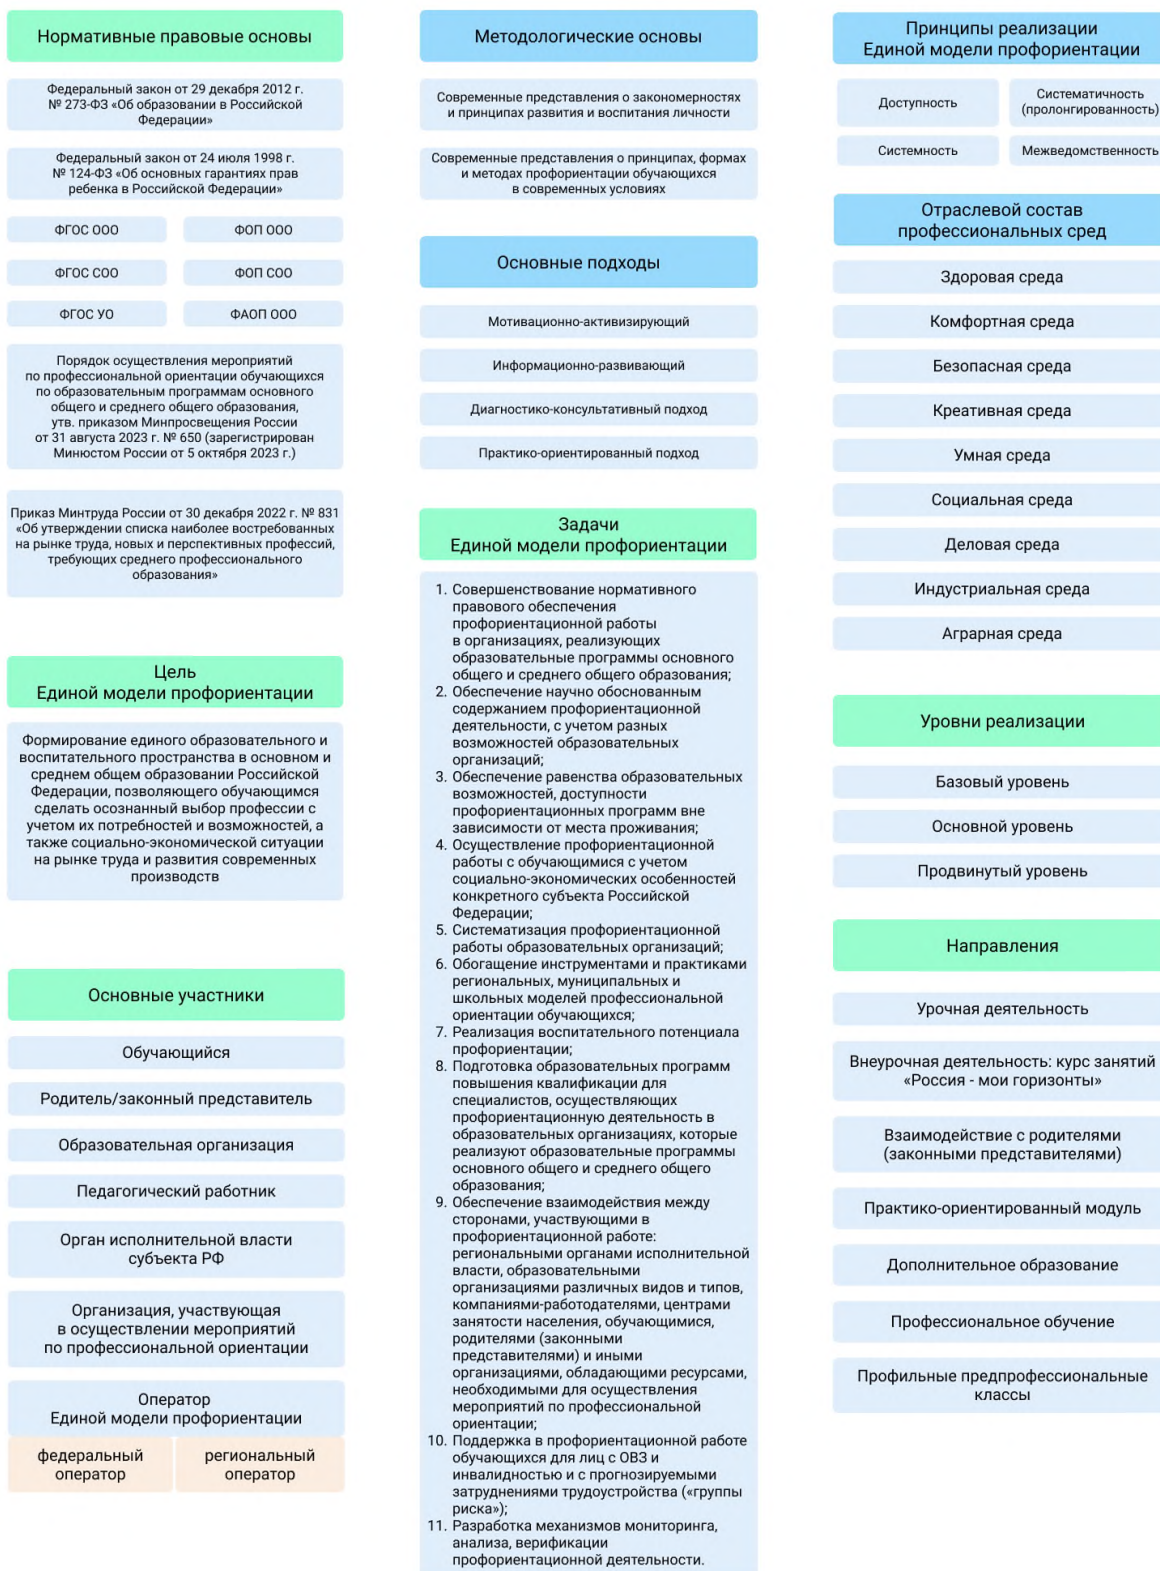 Нормативные правовые основы
Федеральный закон от 29 декабря 2012 г.
№ 273-ФЗ «Об образовании в Российской
Федерации»
Федеральный закон от 24 июля 1998 г.
№ 124-ФЗ «Об основных гарантиях прав
ребенка в Российской Федерации»
ФГОС ООО
ФОП ООО
ФГОС СОО
ФОП СОО
ФГОС УО
ФАОП ООО
Порядок осуществления мероприятий
по профессиональной ориентации обучающихся
по образовательным программам основного
общего и среднего общего образования,
утв. приказом Минпросвещения России
от 31 августа 2023 г. № 650 (зарегистрирован
Минюстом России от 5 октября 2023 г.)
Приказ Минтруда России от 30 декабря 2022 г. № 831
«Об утверждении списка наиболее востребованных
на рынке труда, новых и перспективных профессий,
требующих среднего профессионального
образования»
Цель
Единой модели профориентации
Формирование единого образовательного и
воспитательного пространства в основном и
среднем общем образовании Российской
Федерации, позволяющего обучающимся
сделать осознанный выбор профессии с
учетом их потребностей и возможностей, а
также социально-экономической ситуации
на рынке труда и развития современных
производств
Основные участники
Обучающийся
Родитель/законный представитель
Образовательная организация
Педагогический работник
Орган исполнительной власти
субъекта РФ
Организация, участвующая
в осуществлении мероприятий
по профессиональной ориентации
Оператор
Единой модели профориентации
федеральный
оператор
региональный
оператор
Методологические основы
Современные представления о закономерностях
и принципах развития и воспитания личности
Современные представления о принципах, формах
и методах профориентации обучающихся
в современных условиях
Основные подходы
Мотивационно-активизирующий
Информационно-развивающий
Диагностико-консультативный подход
Практико-ориентированный подход
Задачи
Единой модели профориентации
1. Совершенствование нормативного
правового обеспечения
профориентационной работы
в организациях, реализующих
образовательные программы основного
общего и среднего общего образования;
2. Обеспечение научно обоснованным
содержанием профориентационной
деятельности, с учетом разных
возможностей образовательных
организаций;
3. Обеспечение равенства образовательных
возможностей, доступности
профориентационных программ вне
зависимости от места проживания;
4. Осуществление профориентационной
работы с обучающимися с учетом
социально-экономических особенностей
конкретного субъекта Российской
Федерации;
5. Систематизация профориентационной
работы образовательных организаций;
6. Обогащение инструментами и практиками
региональных, муниципальных и
школьных моделей профессиональной
ориентации обучающихся;
7. Реализация воспитательного потенциала
профориентации;
8. Подготовка образовательных программ
повышения квалификации для
специалистов, осуществляющих
профориентационную деятельность в
образовательных организациях, которые
реализуют образовательные программы
основного общего и среднего общего
образования;
9. Обеспечение взаимодействия между
сторонами, участвующими в
профориентационной работе:
региональными органами исполнительной
власти, образовательными
организациями различных видов и типов,
компаниями-работодателями, центрами
занятости населения, обучающимися,
родителями (законными
представителями) и иными
организациями, обладающими ресурсами,
необходимыми для осуществления
мероприятий по профессиональной
ориентации;
10. Поддержка в профориентационной работе
обучающихся для лиц с ОВЗ и
инвалидностью и с прогнозируемыми
затруднениями трудоустройства («группы
риска»);
11. Разработка механизмов мониторинга,
анализа, верификации
профориентационной деятельности.
Принципы реализации
Единой модели профориентации
Доступность
Систематичность
(пролонгированность)
Системность
Межведомственность
Отраслевой состав
профессиональных сред
Здоровая среда
Комфортная среда
Безопасная среда
Креативная среда
Умная среда
Социальная среда
Деловая среда
Индустриальная среда
Аграрная среда
Уровни реализации
Базовый уровень
Основной уровень
Продвинутый уровень
Направления
Урочная деятельность
Внеурочная деятельность: курс занятий
«Россия - мои горизонты»
Взаимодействие с родителями
(законными представителями)
Практико-ориентированный модуль
Дополнительное образование
Профессиональное обучение
Профильные предпрофессиональные
классы